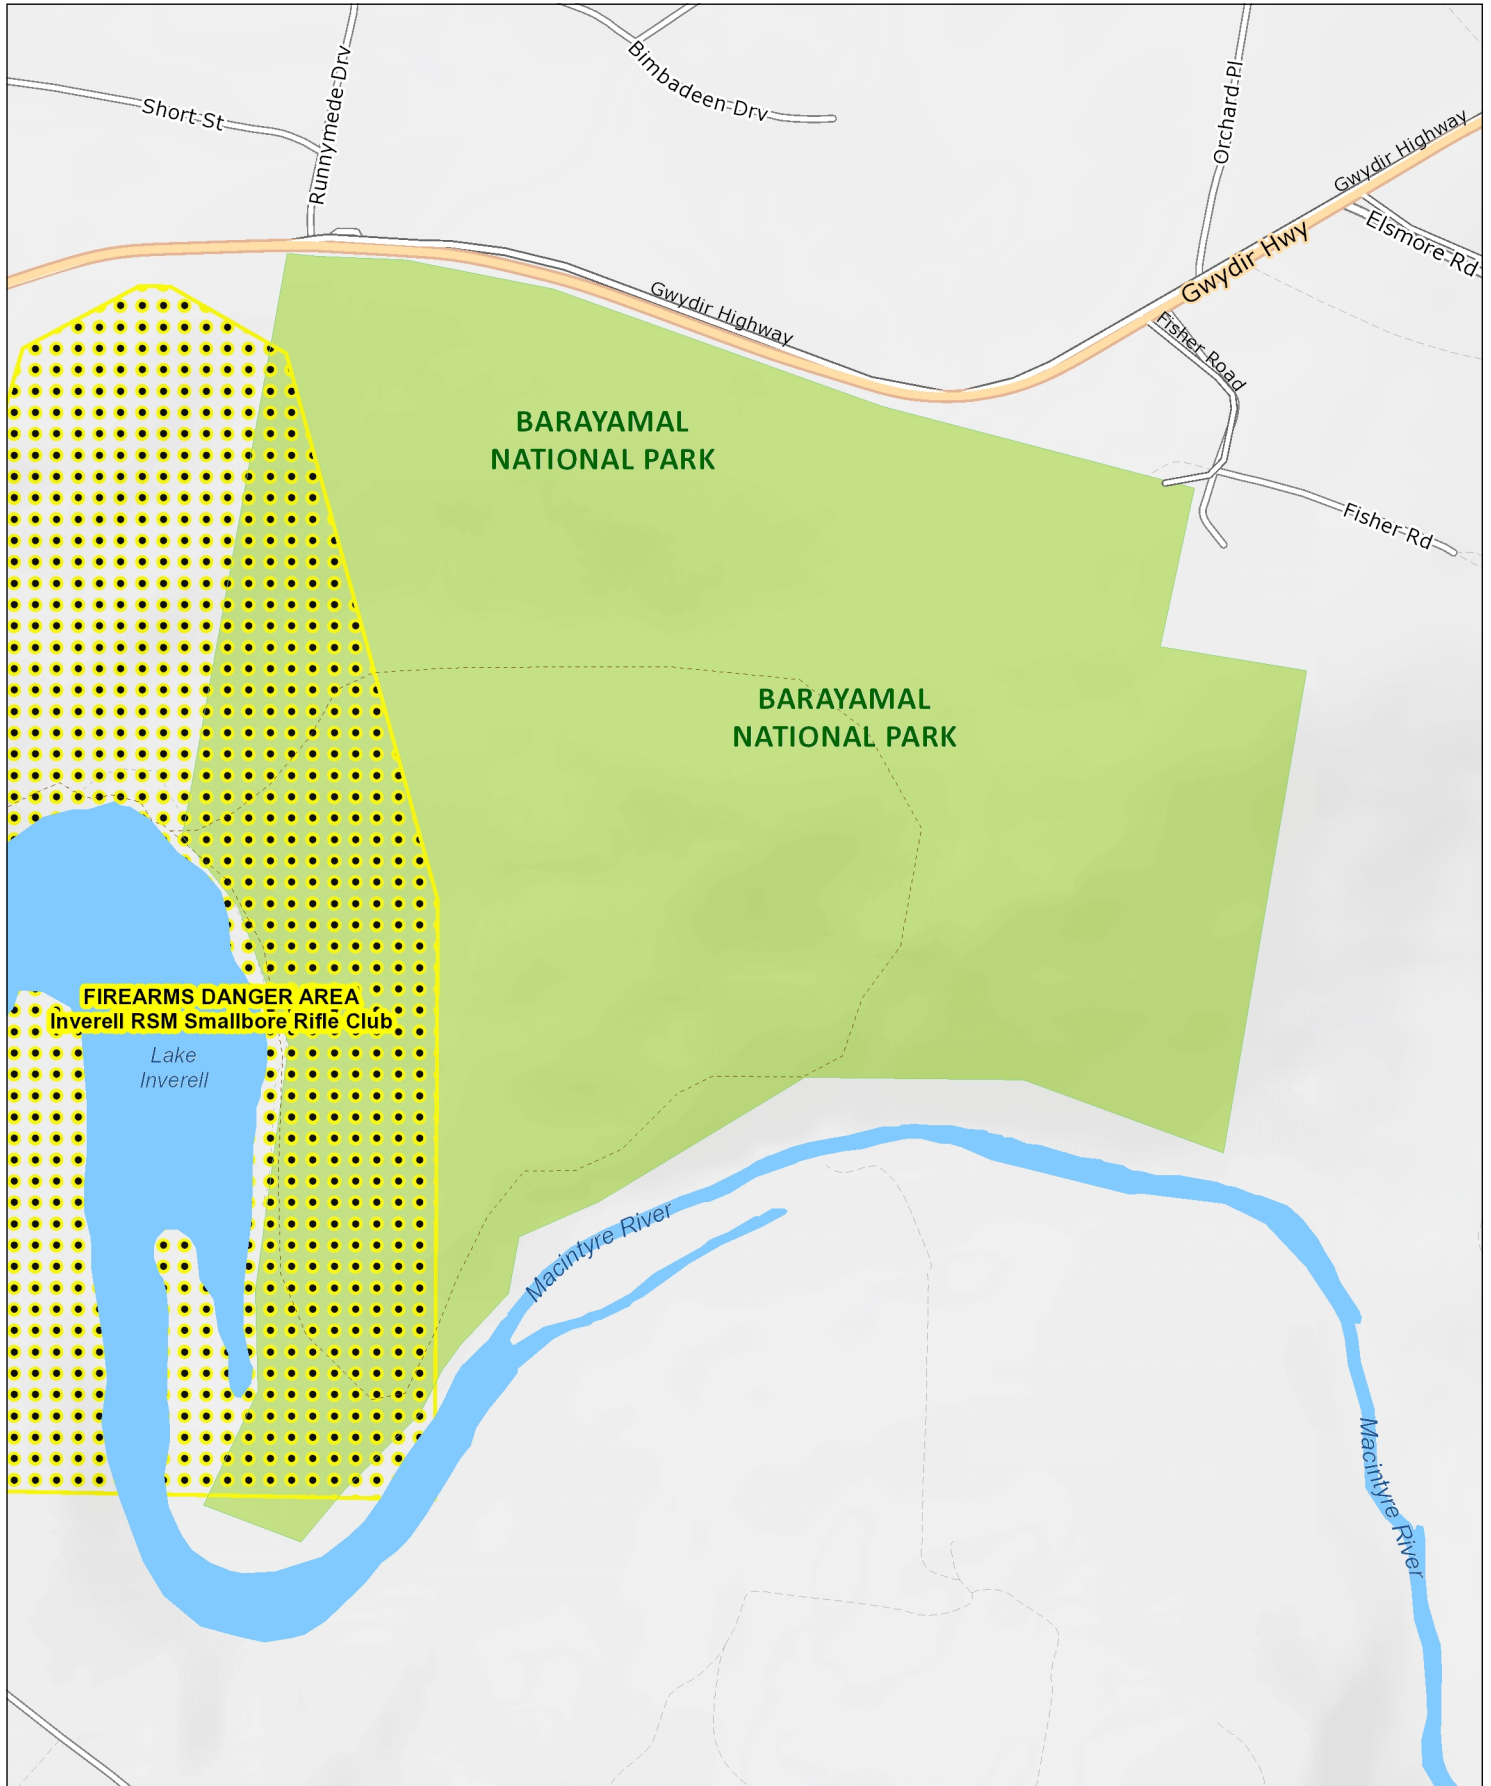 Short St
Runnymede Drv
Bimbadeen Drv
Orchard Pl
Gwydir Highway
Elsmore Rd
Gwydir Hwy
Gwydir Highway
Fisher Road
BARAYAMAL
NATIONAL PARK
Fisher Rd
BARAYAMAL
NATIONAL PARK
FIREARMS DANGER AREA
Inverell RSM Smallbore Rifle Club
Lake
Inverell
Macintyre River
Macintyre River